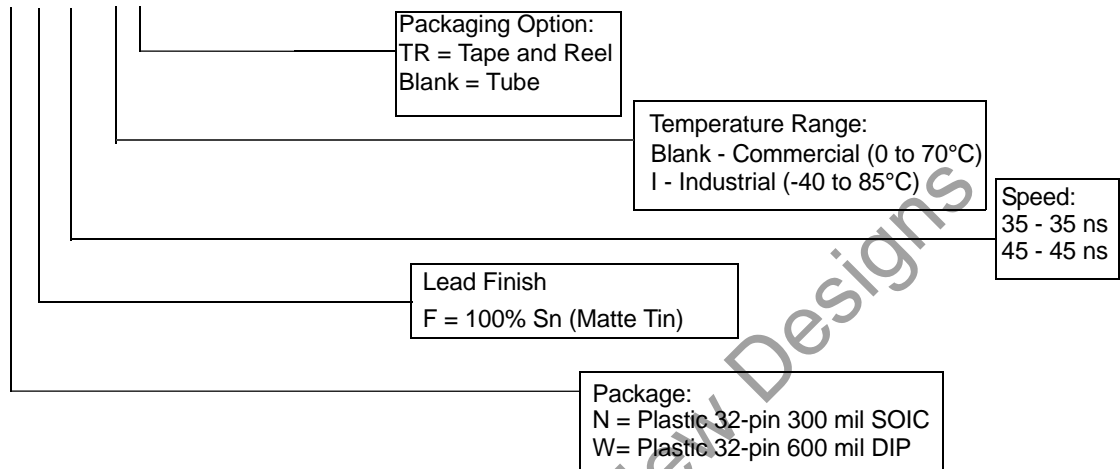 Packaging Option:
TR = Tape and Reel
Blank = Tube
Temperature Range:
Blank - Commercial (0 to 70°C)
I - Industrial (-40 to 85°C)
Speed:
35 - 35 ns
45 - 45 ns
Lead Finish
F = 100% Sn (Matte Tin)
Package:
N = Plastic 32-pin 300 mil SOIC
W= Plastic 32-pin 600 mil DIP
Designs